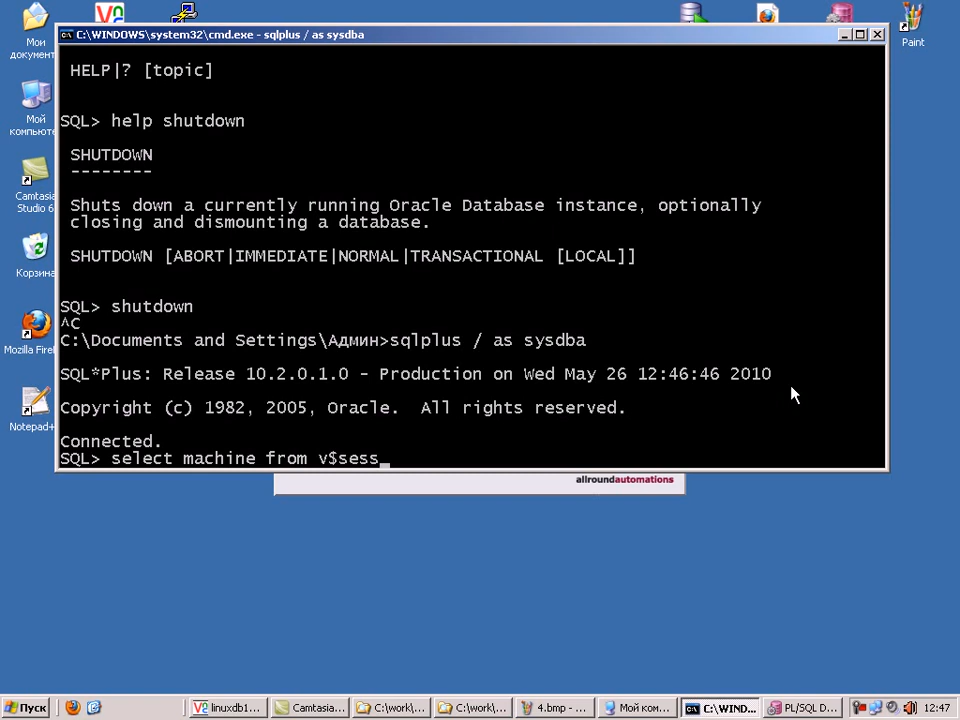 Мои документ
Мой компьюте
Camtasia Studio 6
Корзина
Mozilla Firef
Notepad+
Paint
C:\WINDOWS\system32\cmd.exe - sqlplus / as sysdba
HELP|? [topic]
SQL> help shutdown
SHUTDOWN
--------
Shuts down a currently running Oracle Database instance, optionally
closing and dismounting a database.
SHUTDOWN [ABORT|IMMEDIATE|NORMAL|TRANSACTIONAL [LOCAL]]
SQL> shutdown
^C
C:\Documents and Settings\Админ>sqlplus / as sysdba
SQL*Plus: Release 10.2.0.1.0 - Production on Wed May 26 12:46:46 2010
Copyright (c) 1982, 2005, Oracle.  All rights reserved.
Connected.
SQL> select machine from v$sess_
allroundautomations
Пуск
linuxdb1...
Camtasia...
C:\work\...
C:\work\...
4.bmp - ...
Мой ком...
C:\WIND...
PL/SQL D...
12:47